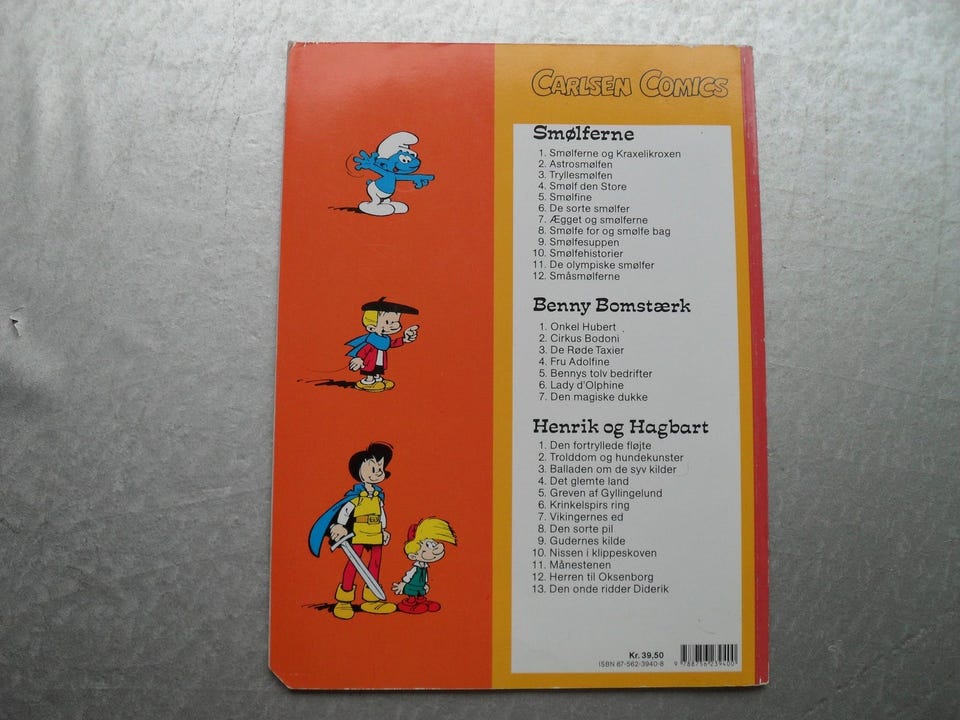 CARLSEN COMICS
Smølferne
1. Smølferne og Kraxelikroxen
2. Astrosmølfen
3. Tryllesmølfen
4. Smølf den Store
5. Smølfine
6. De sorte smølfer
7. Ægget og smølferne
8. Smølfe for og smølfe bag
9. Smølfesuppen
10. Smølfehistorier
11. De olympiske smølfer
12. Småsmølferne
Benny Bomstærk
1. Onkel Hubert
2. Cirkus Bodoni
3. De Røde Taxier
4. Fru Adolfine
5. Bennys tolv bedrifter
6. Lady d'Olphine
7. Den magiske dukke
Henrik og Hagbart
1. Den fortryllede fløjte
2. Trolddom og hundekunster
3. Balladen om de syv kilder
4. Det glemte land
5. Greven af Gyllingelund
6. Krinkelspirs ring
7. Vikingernes ed
8. Den sorte pil
9. Gudernes kilde
10. Nissen i klippeskoven
11. Månestenen
12. Herren til Oksenborg
13. Den onde ridder Diderik
Kr. 39,50
ISBN 87-562-3940-8
9 788756 239400